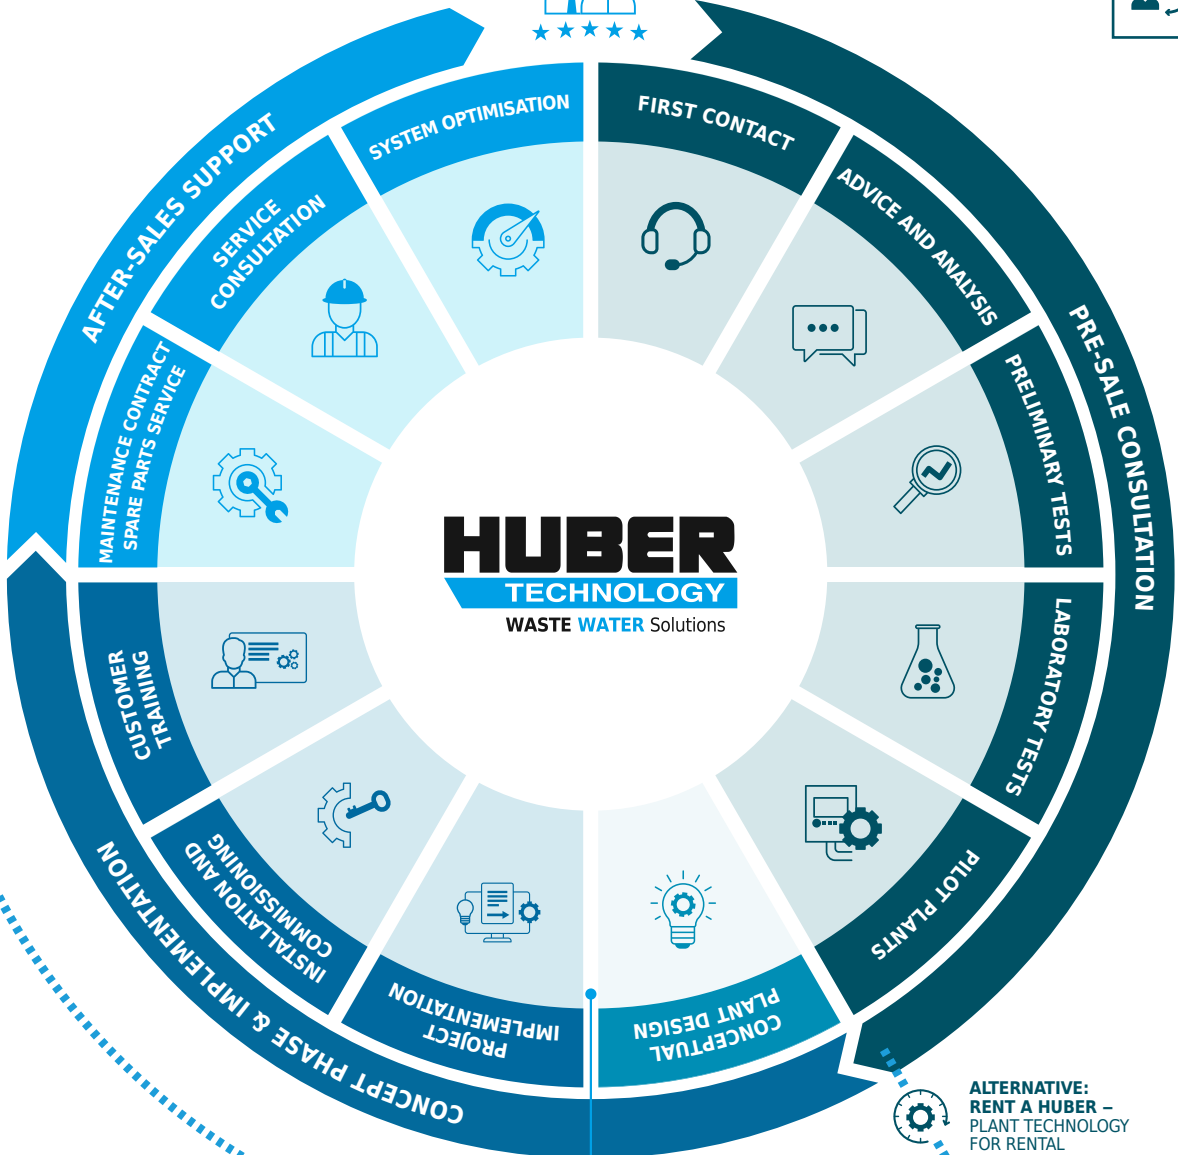 FIRST CONTACT
ADVICE AND ANALYSIS
PRELIMINARY TESTS
LABORATORY TESTS
PILOT PLANTS
CONCEPTUAL
PLANT DESIGN
PROJECT
IMPLEMENTATION
INSTALLATION AND
COMMISSIONING
CUSTOMER
TRAINING
MAINTENANCE CONTRACT
SPARE PARTS SERVICE
SERVICE
CONSULTATION
SYSTEM OPTIMISATION
PRE-SALE CONSULTATION
CONCEPT PHASE & IMPLEMENTATION
AFTER-SALES SUPPORT
HUBER
TECHNOLOGY
WASTE WATER Solutions
ALTERNATIVE:
RENT A HUBER –
PLANT TECHNOLOGY
FOR RENTAL